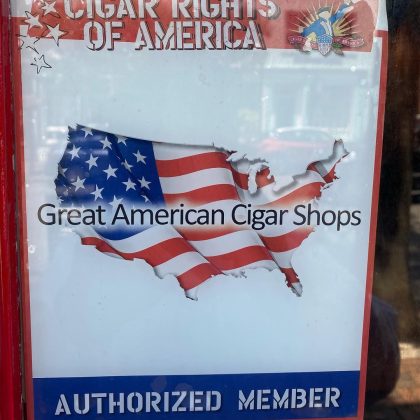 CIGAR RIGHTS
OF AMERICA
Great American Cigar Shops
AUTHORIZED MEMBER